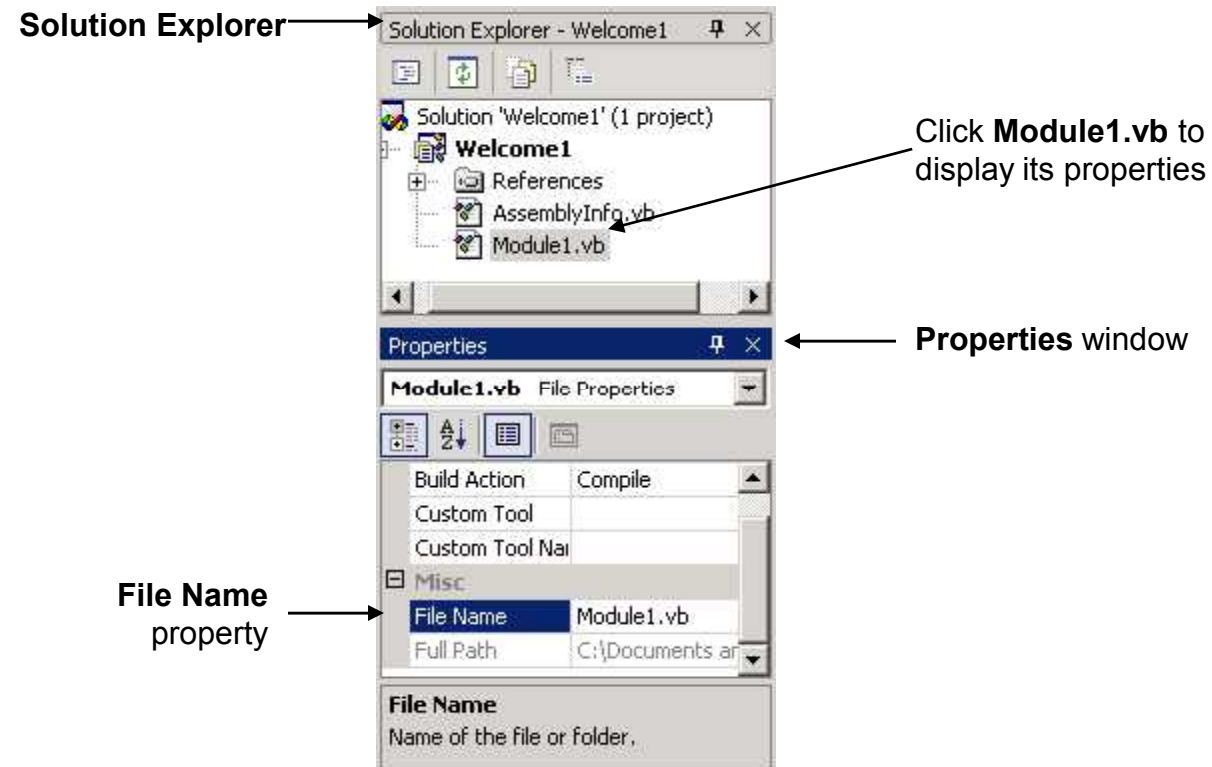 Solution Explorer
Solution Explorer - Welcome1
Solution 'Welcome1' (1 project)
Welcome1
References
AssemblyInfo.vb
Module1.vb
Click Module1.vb to
display its properties
Properties
Properties window
Module1.vb File Properties
Build Action Compile
Custom Tool
Custom Tool Nai
Misc
File Name
property
File Name Module1.vb
Full Path C:\Documents ar
File Name
Name of the file or folder.